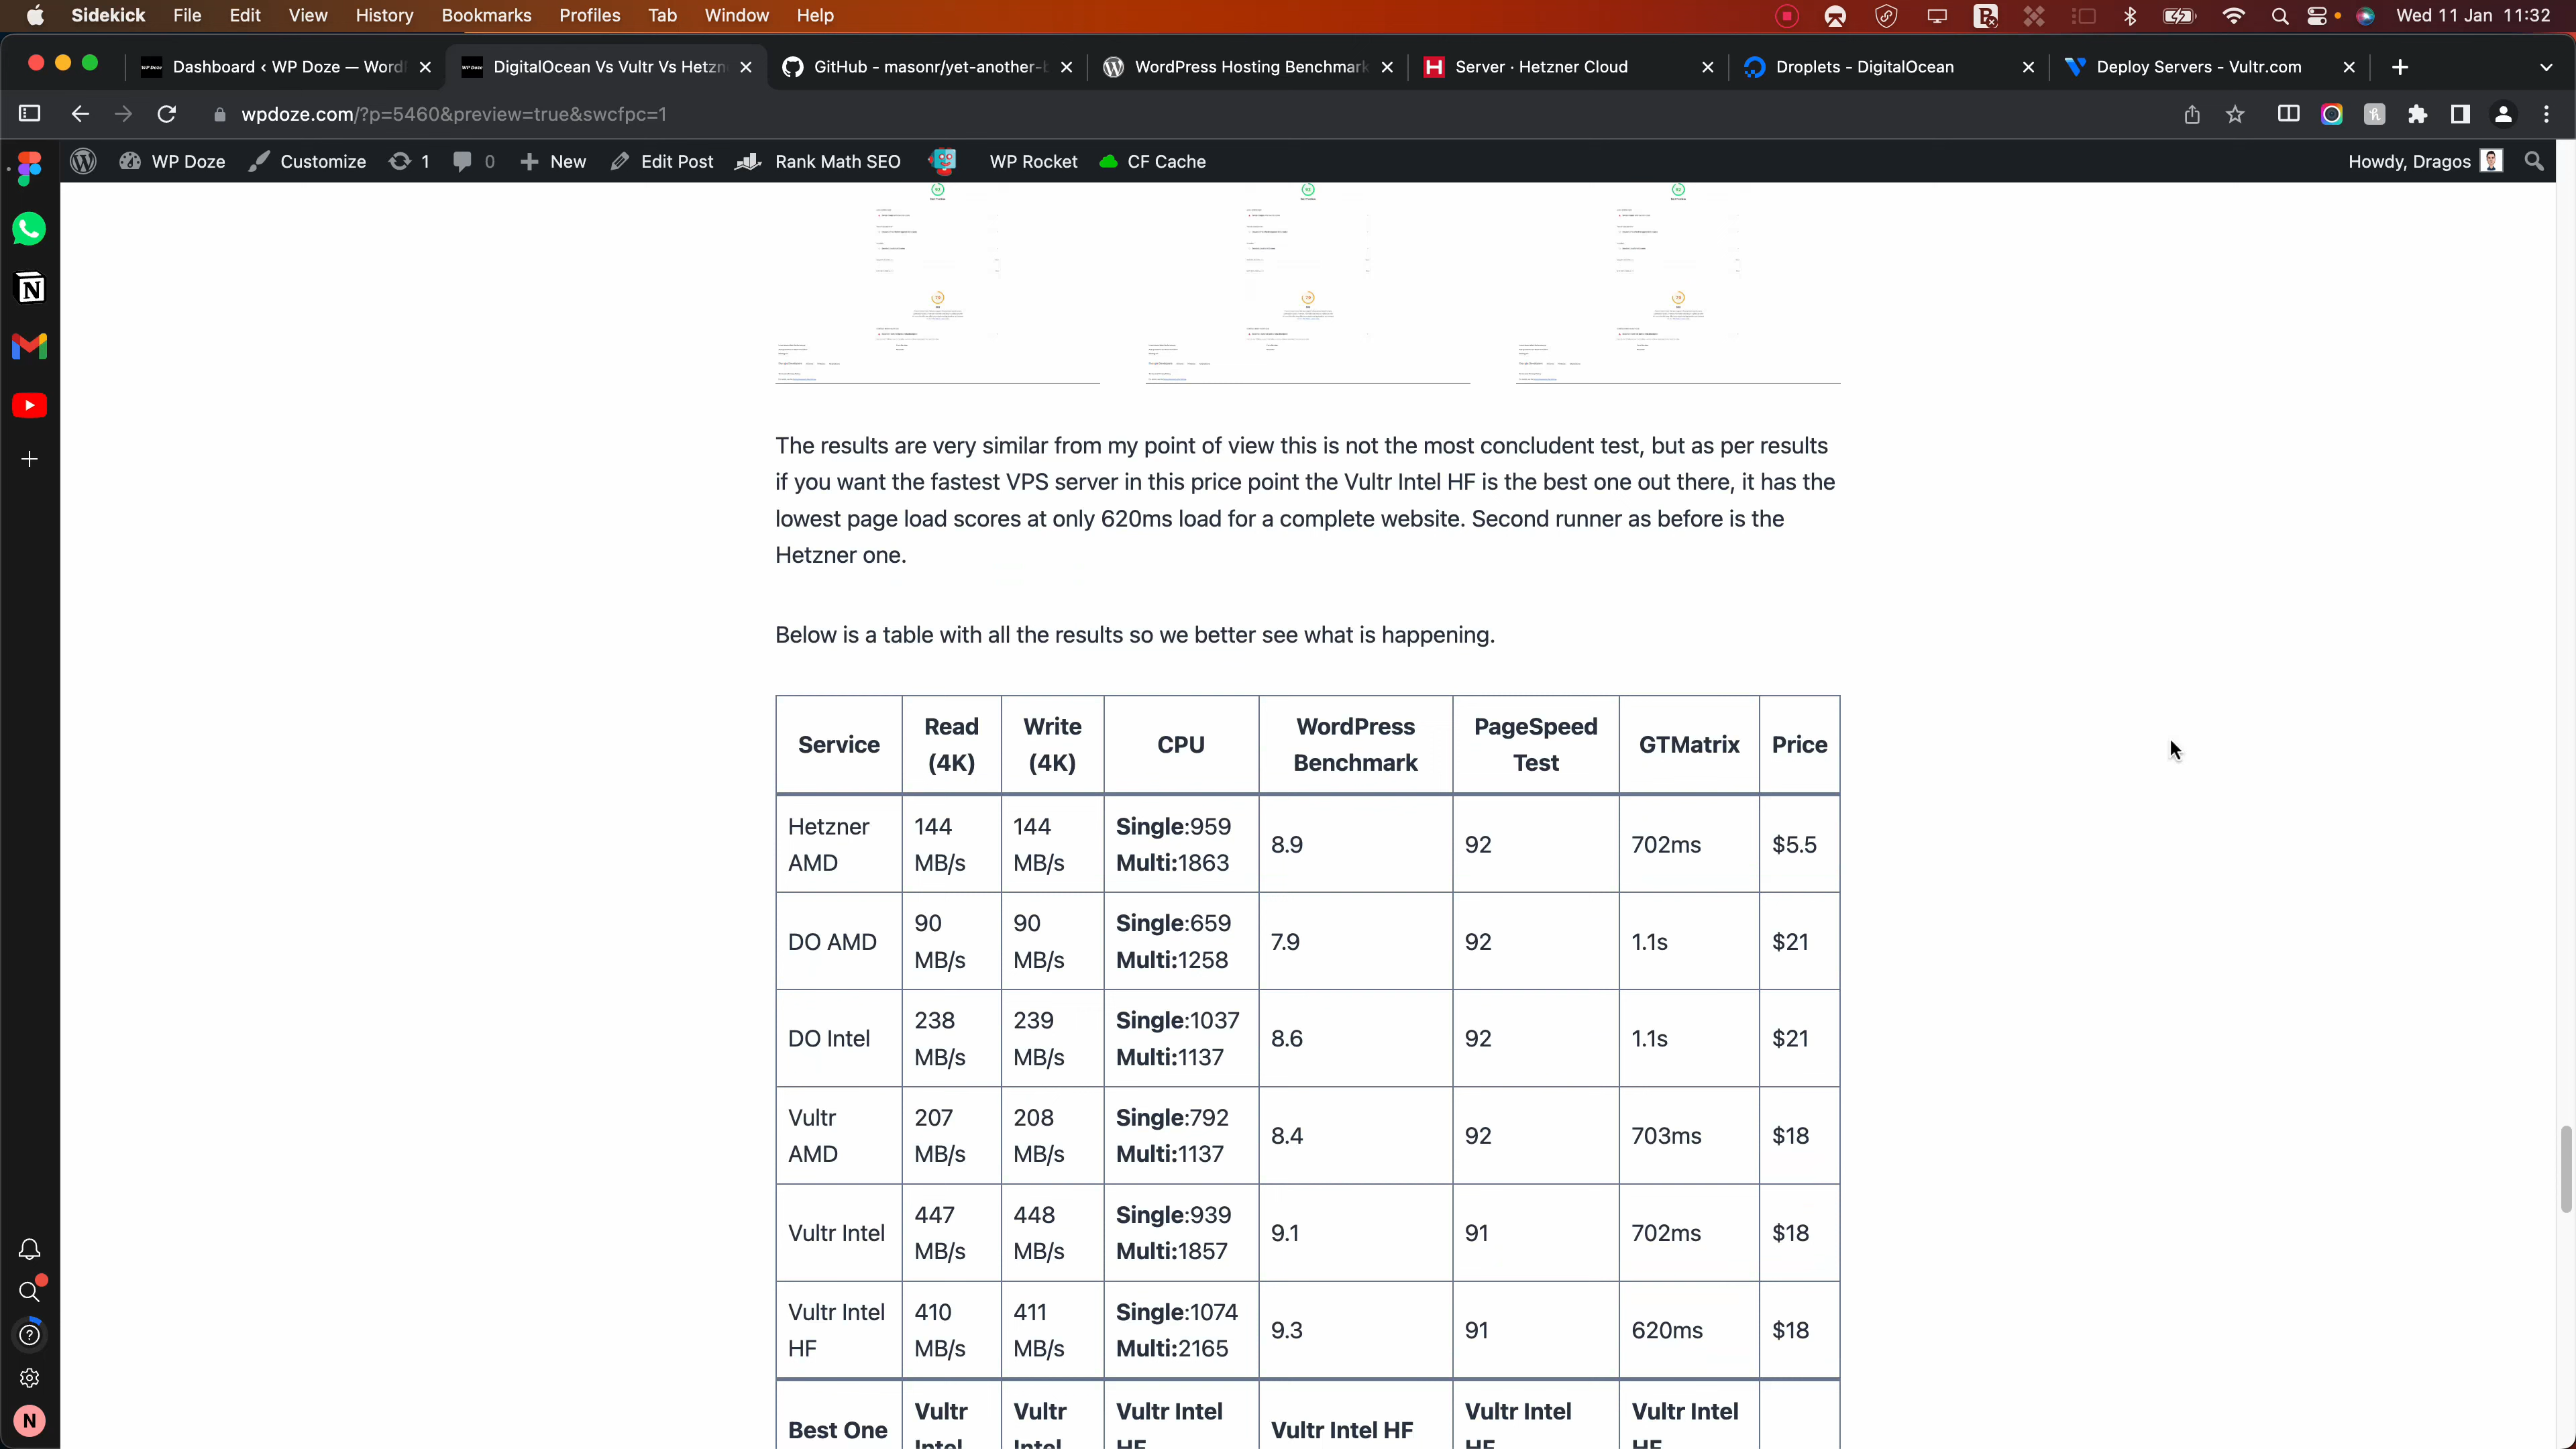 Sidekick File Edit View History Bookmarks Profiles Tab Window Help Wed 11 Jan 11:32
Dashboard ‹ WP Doze — Word DigitalOcean Vs Vultr Vs Hetzn GitHub - masonr/yet-another-b WordPress Hosting Benchmark Server · Hetzner Cloud Droplets - DigitalOcean Deploy Servers - Vultr.com
wpdoze.com/?p=5460&preview=true&swcfpc=1
WP Doze Customize 1 0 New Edit Post Rank Math SEO WP Rocket CF Cache Howdy, Dragos
The results are very similar from my point of view this is not the most concludent test, but as per results
if you want the fastest VPS server in this price point the Vultr Intel HF is the best one out there, it has the
lowest page load scores at only 620ms load for a complete website. Second runner as before is the
Hetzner one.
Below is a table with all the results so we better see what is happening.
Service Read (4K) Write (4K) CPU WordPress Benchmark PageSpeed Test GTMatrix Price
Hetzner AMD 144 MB/s 144 MB/s Single:959 Multi:1863 8.9 92 702ms $5.5
DO AMD 90 MB/s 90 MB/s Single:659 Multi:1258 7.9 92 1.1s $21
DO Intel 238 MB/s 239 MB/s Single:1037 Multi:1137 8.6 92 1.1s $21
Vultr AMD 207 MB/s 208 MB/s Single:792 Multi:1137 8.4 92 703ms $18
Vultr Intel 447 MB/s 448 MB/s Single:939 Multi:1857 9.1 91 702ms $18
Vultr Intel HF 410 MB/s 411 MB/s Single:1074 Multi:2165 9.3 91 620ms $18
Best One Vultr Intel Vultr Intel Vultr Intel HF Vultr Intel HF Vultr Intel HF Vultr Intel HF
N